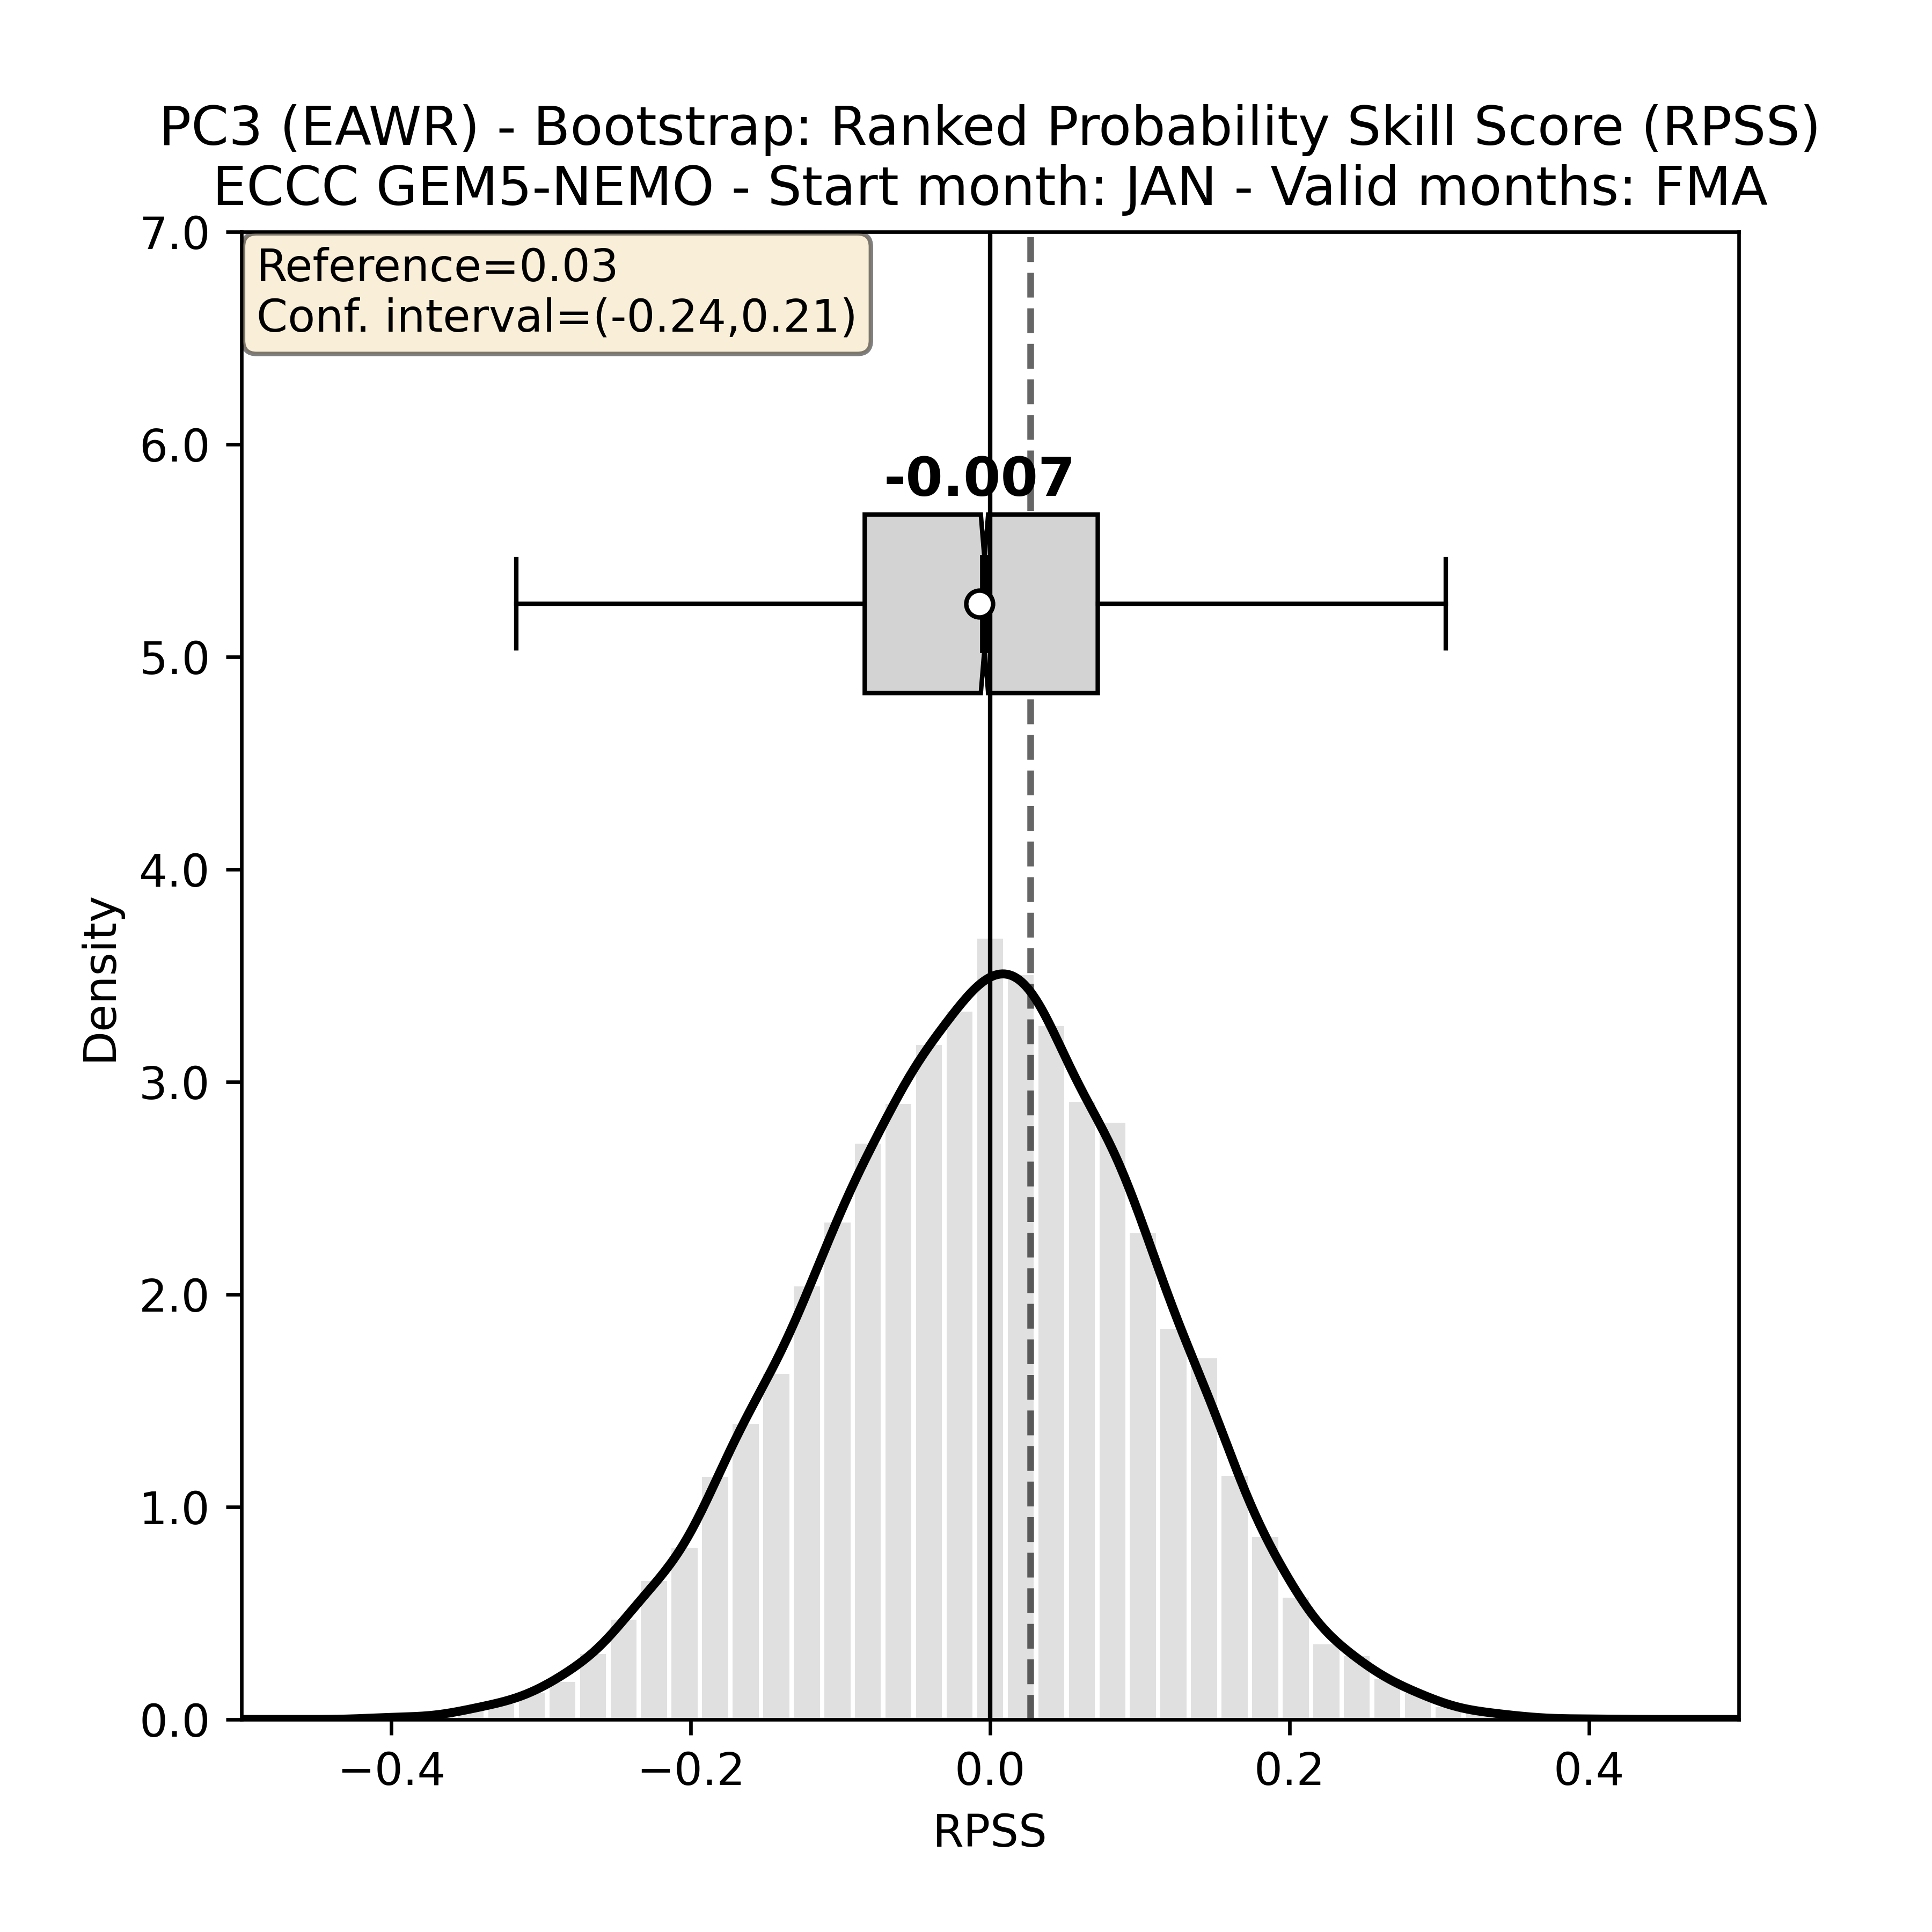 PC3 (EAWR) - Bootstrap: Ranked Probability Skill Score (RPSS)
ECCC GEM5-NEMO - Start month: JAN - Valid months: FMA
7.0
Reference=0.03
Conf. interval=(-0.24,0.21)
6.0
-0.007
5.0
4.0
Density
3.0
2.0
1.0
0.0
−0.4 −0.2 0.0 0.2 0.4
RPSS